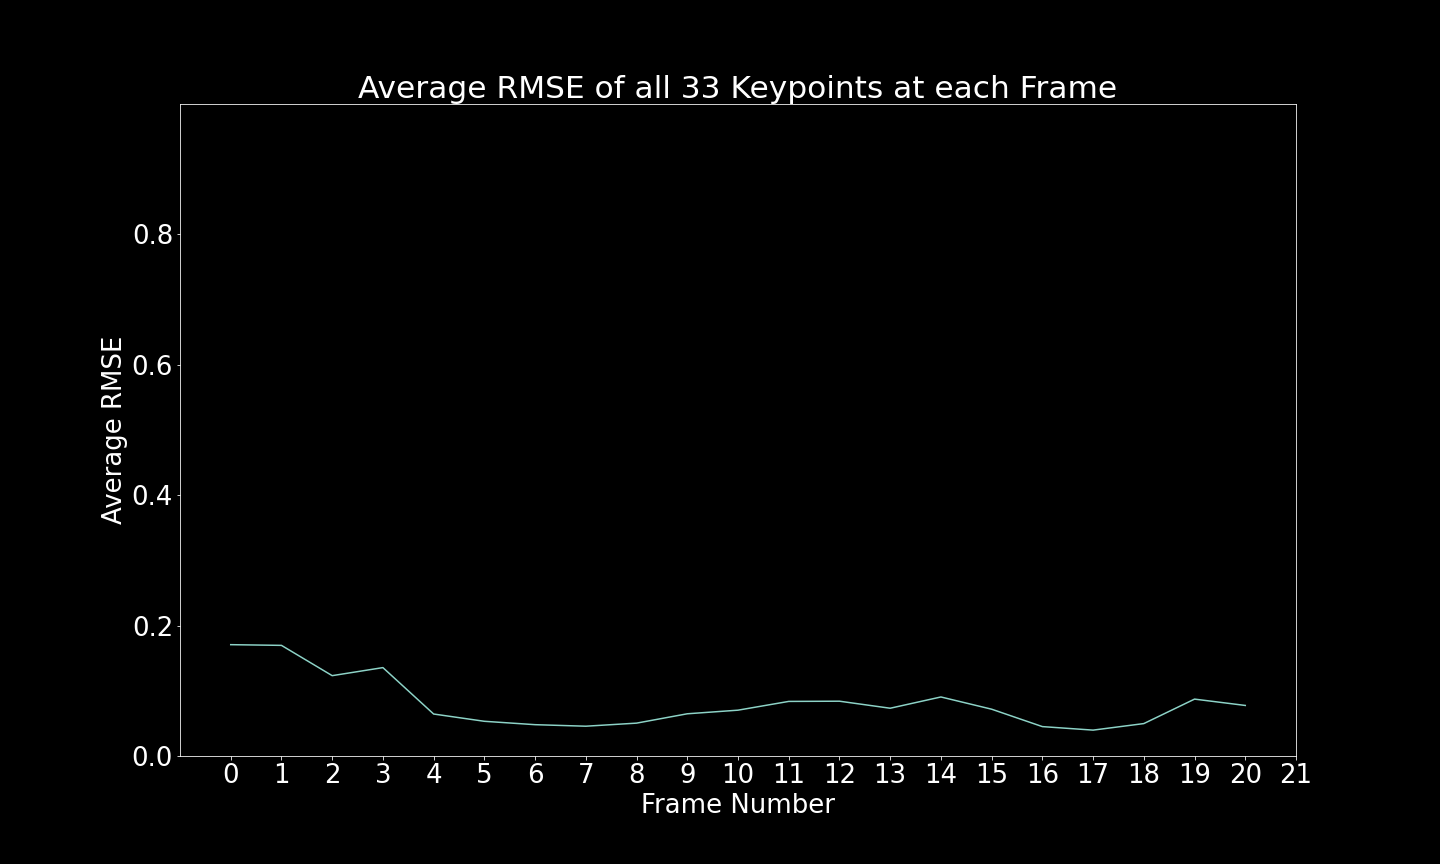 Average RMSE of all 33 Keypoints at each Frame
0.8
0.6
0.4
0.2
0.0
Average RMSE
0 1 2 3 4 5 6 7 8 9 10 11 12 13 14 15 16 17 18 19 20 21
Frame Number